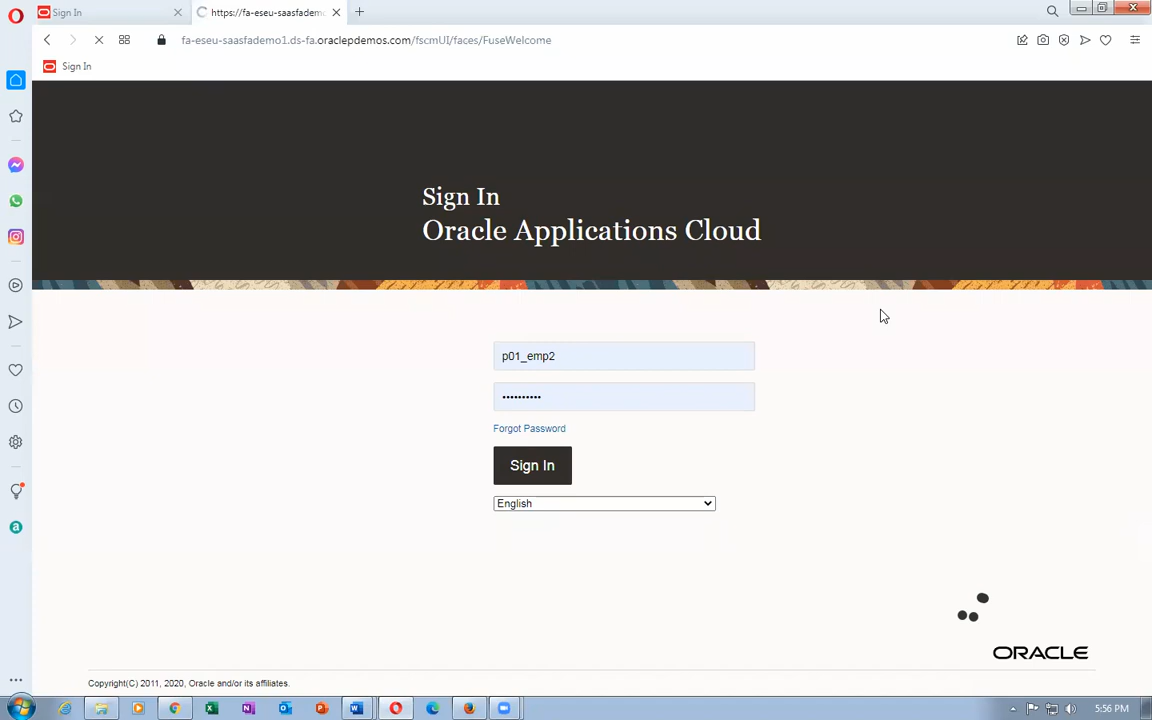 Sign In
https://fa-eseu-saasfademo
fa-eseu-saasfademo1.ds-fa.oraclepdemos.com/fscmUI/faces/FuseWelcome
Sign In
Sign In
Oracle Applications Cloud
p01_emp2
••••••••••
Forgot Password
Sign In
English
ORACLE
Copyright(C) 2011, 2020, Oracle and/or its affiliates.
5:56 PM